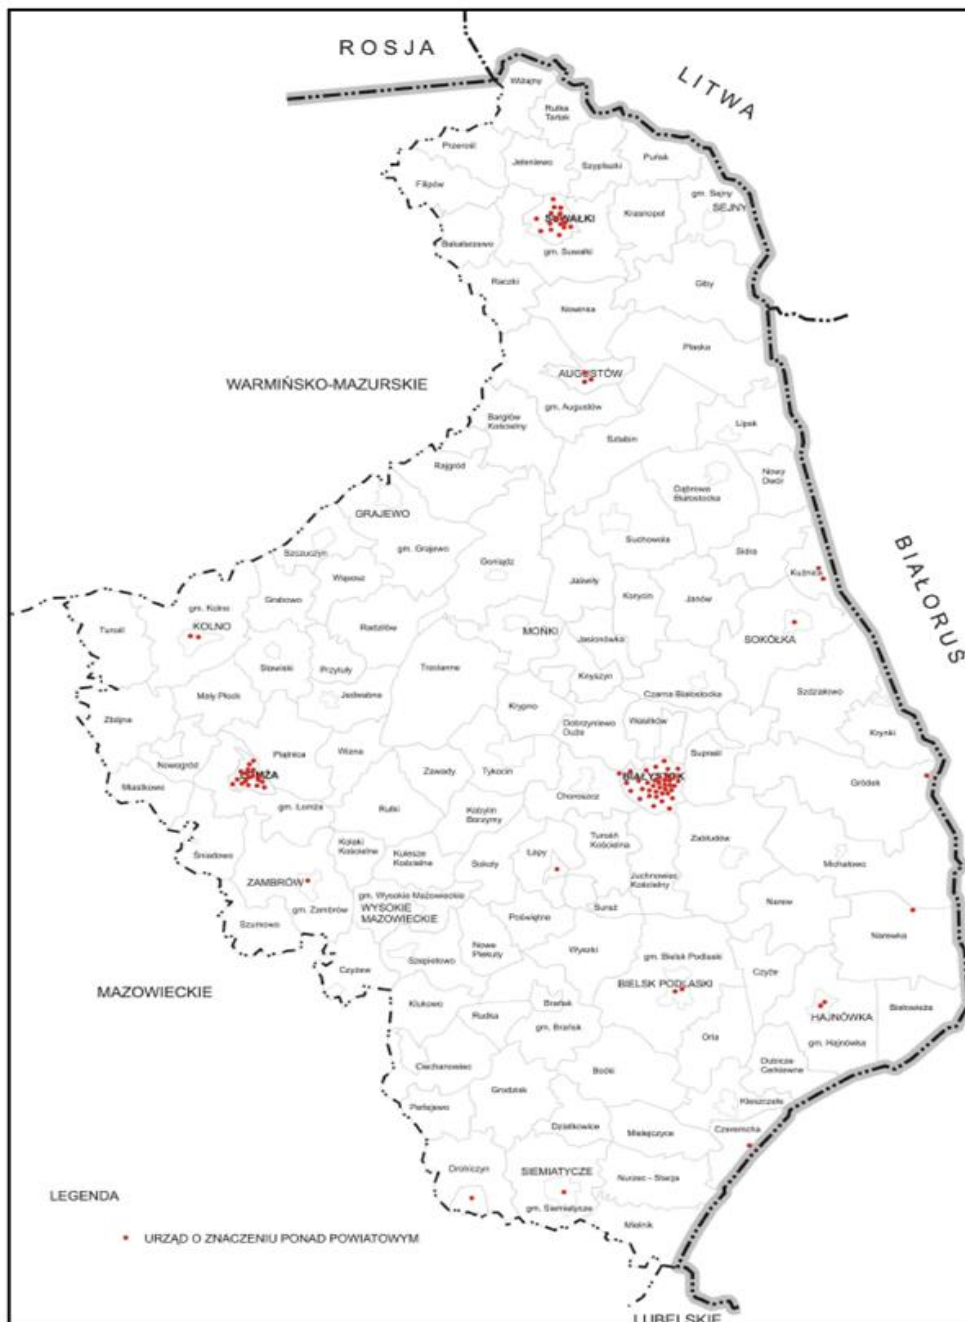 ROSJA
LITWA
Wiżajny
Rutka
Tartak
Przerośl
Jeleniewo
Szypliszki
Puńsk
Filipów
gm. Sejny
SEJNY
SUWAŁKI
Krasnopol
Bakałarzewo
gm. Suwałki
Raczki
Giby
Nowinka
Płaska
WARMIŃSKO-MAZURSKIE
AUGUSTÓW
gm. Augustów
Bargłów
Kościelny
Lipsk
Sztabin
Rajgród
Nowy
Dwór
Dąbrowa
Białostocka
GRAJEWO
gm. Grajewo
Szczuczyn
Suchowola
Sidra
BIAŁORUŚ
Goniądz
Wąsosz
Kuźnica
Jaświły
Grabowo
Korycin
Janów
gm. Kolno
KOLNO
Turośl
Radziłów
MOŃKI
Jasionówka
SOKÓŁKA
Stawiski
Przytuły
Trzcianne
Knyszyn
Mały Płock
Jedwabne
Czarna Białostocka
Szudziałowo
Krypno
Zbójna
Dobrzyniewo
Duże
Wasilków
Krynki
Piątnica
Wizna
Supraśl
Nowogród
Zawady
Tykocin
ŁOMŻA
BIAŁYSTOK
Miastkowo
Gródek
Choroszcz
gm. Łomża
Rutki
Kobylin
Borzymy
Turośń
Kościelna
Zabłudów
Kołaki
Kościelne
Śniadowo
Kulesze
Kościelne
Sokoły
Łapy
Michałowo
Juchnowiec
Kościelny
ZAMBRÓW
gm. Wysokie Mazowieckie
WYSOKIE
MAZOWIECKIE
gm. Zambrów
Suraż
Narew
Poświętne
Szumowo
Narewka
Nowe
Piekuty
Wyszki
gm. Bielsk Podlaski
Szepietowo
Czyżew
Czyże
BIELSK PODLASKI
MAZOWIECKIE
Klukowo
Brańsk
Rudka
Białowieża
HAJNÓWKA
gm. Brańsk
Orla
gm. Hajnówka
Dubicze
Cerkiewne
Ciechanowiec
Boćki
Grodzisk
Kleszczele
Perlejewo
Dziadkowice
Milejczyce
Czeremcha
Drohiczyn
SIEMIATYCZE
Nurzec - Stacja
LEGENDA
gm. Siemiatycze
Mielnik
URZĄD O ZNACZENIU PONAD POWIATOWYM
LUBELSKIE